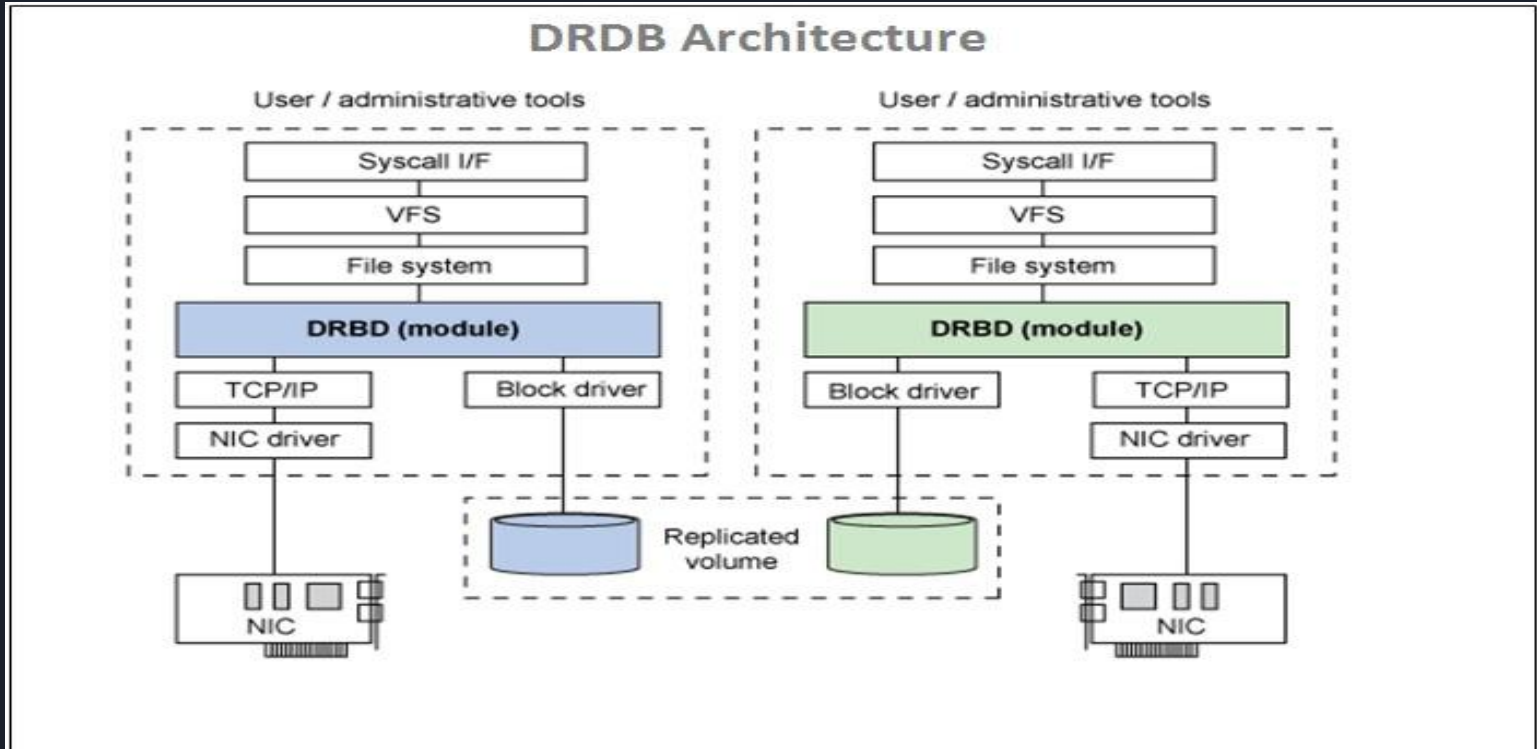 DRDB Architecture
User / administrative tools
Syscall I/F
VFS
File system
DRBD (module)
TCP/IP
Block driver
NIC driver
NIC
User / administrative tools
Syscall I/F
VFS
File system
DRBD (module)
Block driver
TCP/IP
NIC driver
NIC
Replicated
volume